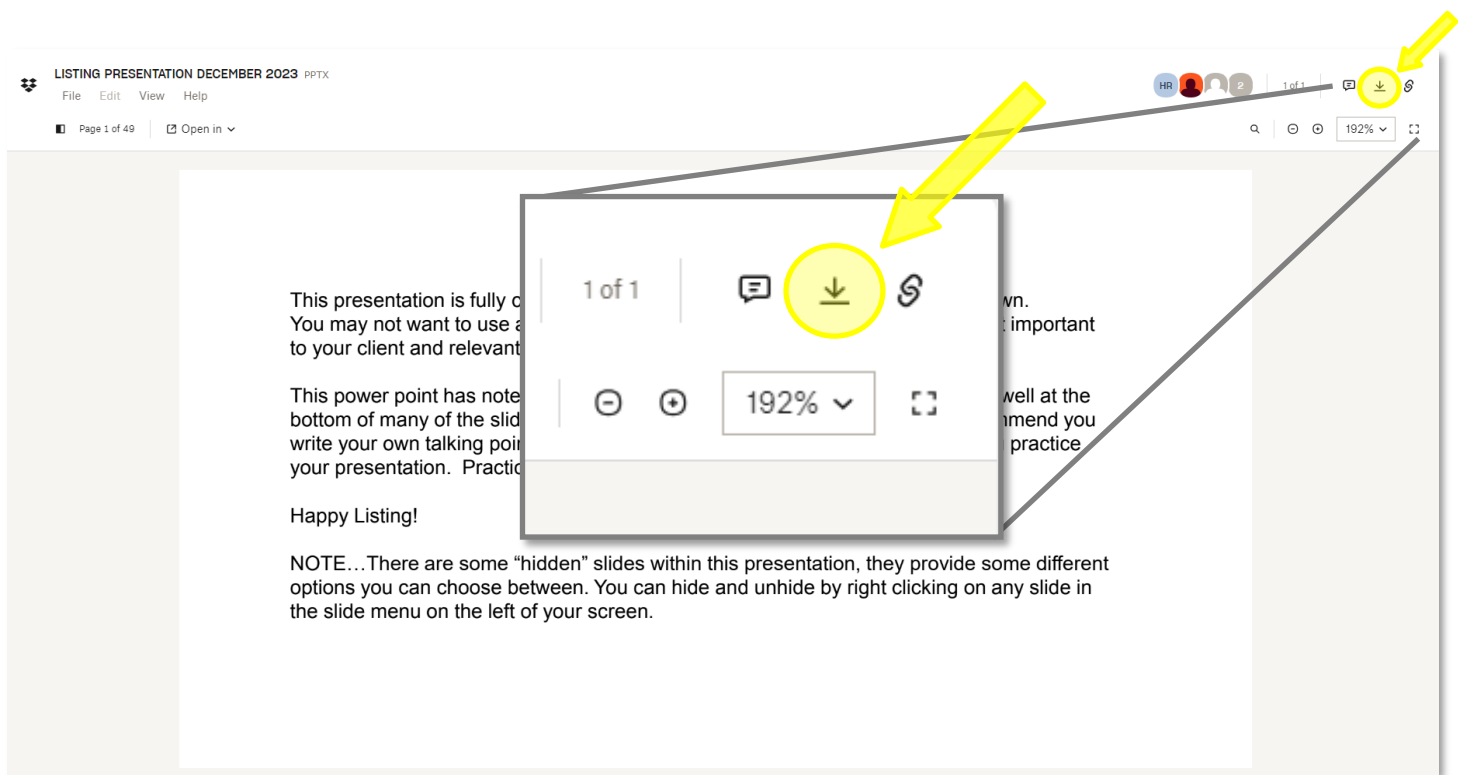 LISTING PRESENTATION DECEMBER 2023 PPTX
File Edit View Help
HR 2 1 of 1
Page 1 of 49 Open in 192%
1 of 1
192%
This presentation is fully wn.
You may not want to use important
to your client and relevant
This power point has note well at the
bottom of many of the slid mmend you
write your own talking poi practice
your presentation. Practic
Happy Listing!
NOTE…There are some “hidden” slides within this presentation, they provide some different
options you can choose between. You can hide and unhide by right clicking on any slide in
the slide menu on the left of your screen.